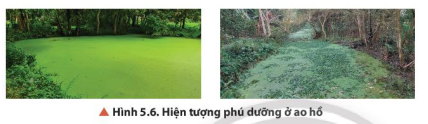 ▲ Hình 5.6. Hiện tượng phú dưỡng ở ao hồ